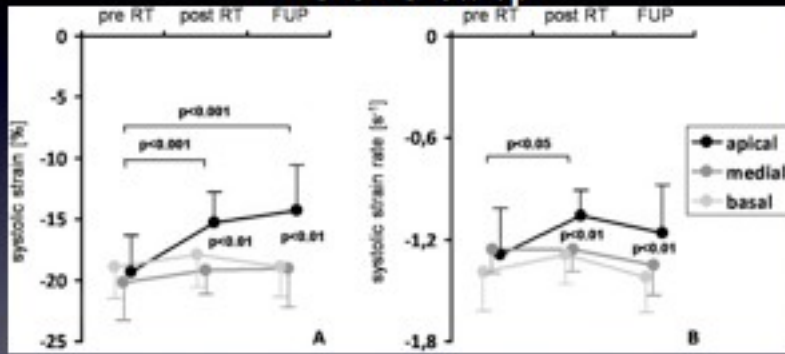 pre RT post RT FUP
0
-5
-10
-15
-20
-25
systolic strain [%]
p<0.001
p<0.001
p<0.01
p<0.01
A
pre RT post RT FUP
0
-0,6
-1,2
-1,8
systolic strain rate [s⁻¹]
p<0.05
p<0.01
p<0.01
B
apical
medial
basal